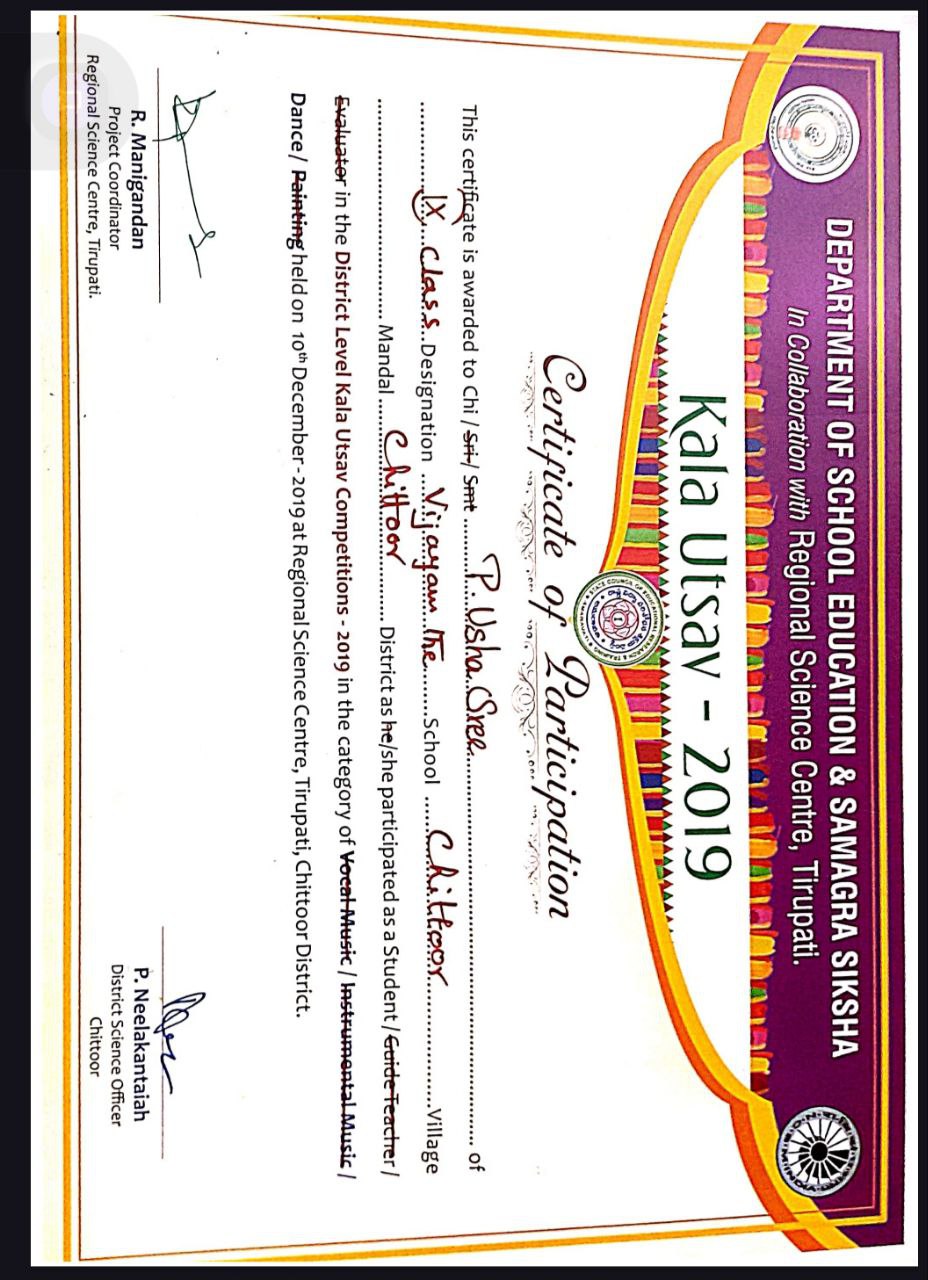 DEPARTMENT OF SCHOOL EDUCATION & SAMAGRA SIKSHA
In Collaboration with Regional Science Centre, Tirupati.
Kala Utsav - 2019
Certificate of Participation
This certificate is awarded to Chi / Sri / Smt ........ P. Usha Sree ........ of
........ IX class Designation ........ Vijayam the ........ School ........ Chittoor ........ Village
........ Mandal ........ Chittoor ........ District as he/she participated as a Student / Guide Teacher /
Evaluator in the District Level Kala Utsav Competitions - 2019 in the category of Vocal Music / Instrumental Music /
Dance/ Painting held on 10th December-2019 at Regional Science Centre, Tirupati, Chittoor District.
R. Manigandan
Project Coordinator
Regional Science Centre, Tirupati.
P. Neelakantaiah
District Science Officer
Chittoor